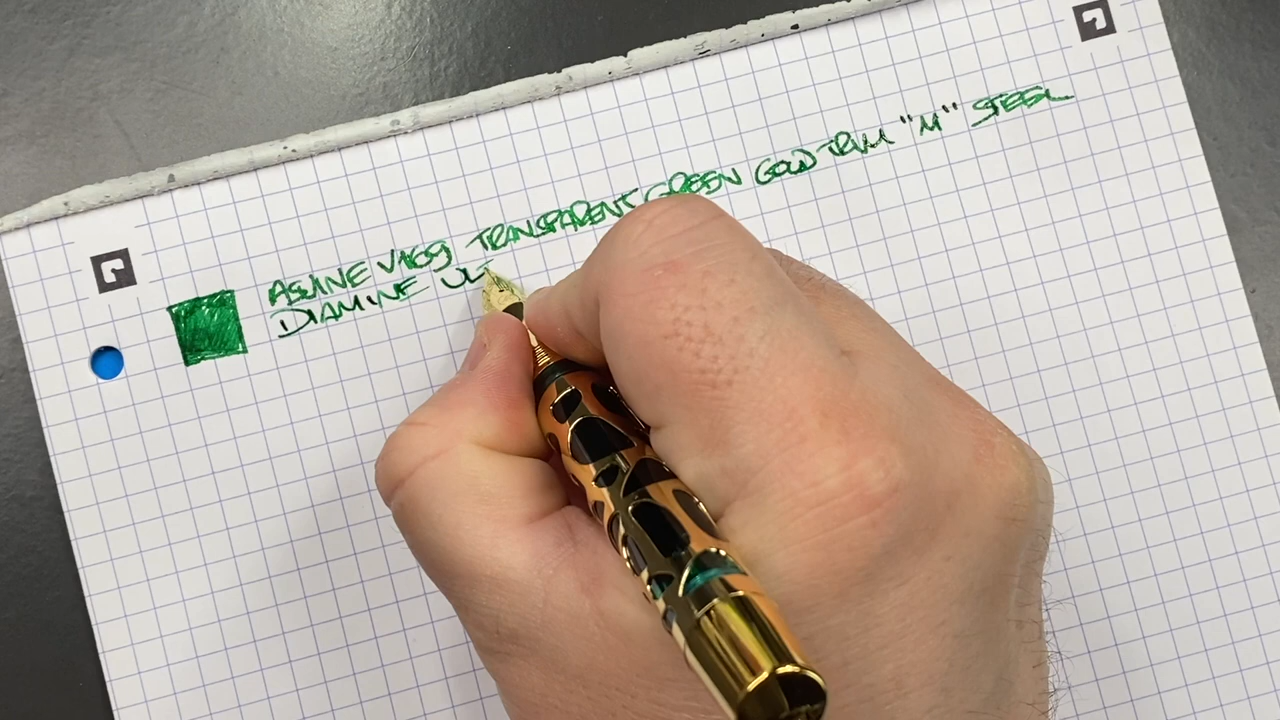 ASVINE V169 TRANSPARENT GREEN GOLD TRIM "M" STEEL
DIAMINE